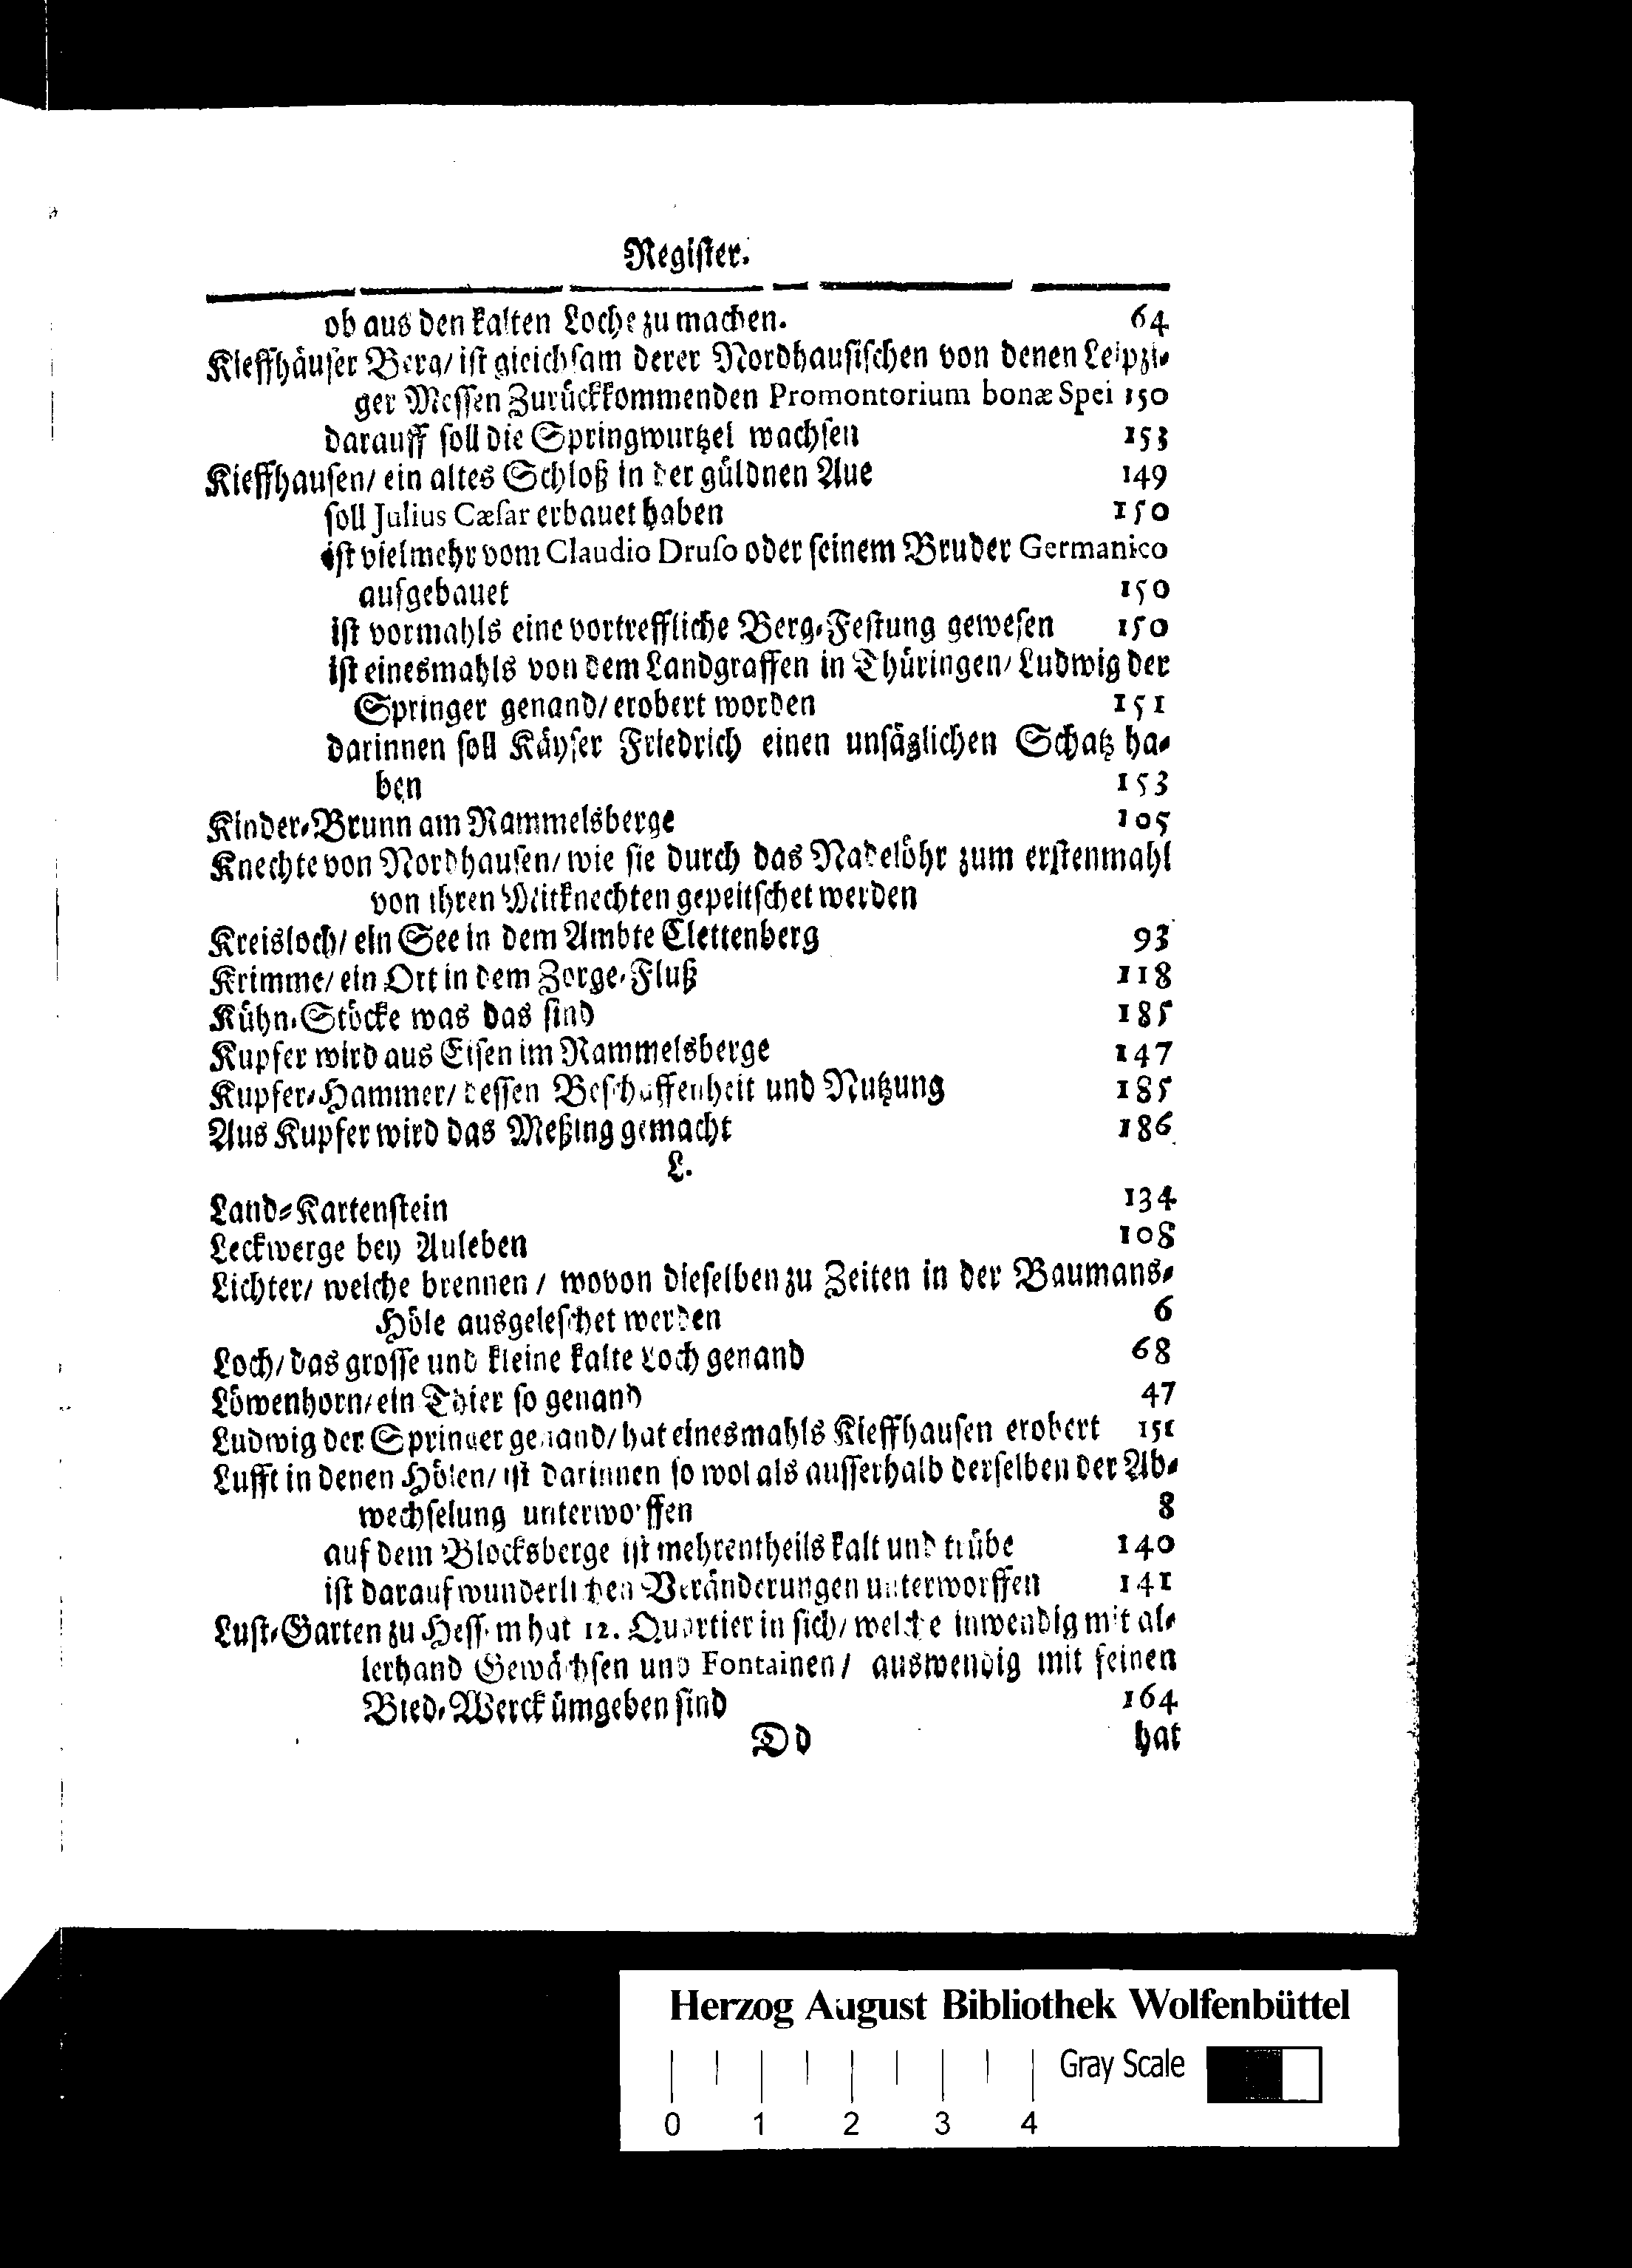 Register.
ob aus den kalten Loche zu machen. 64
Kieffhäuser Berg/ ist gleichsam derer Nordhausischen von denen Leipzi-
ger Messen Zurückkommenden Promontorium bonæ Spei 150
darauff soll die Springwurtzel wachsen 153
Kieffhausen/ ein altes Schloß in der güldnen Aue 149
soll Julius Cæsar erbauet haben 150
ist vielmehr vom Claudio Druso oder seinem Bruder Germanico
aufgebauet 150
ist vormahls eine vortreffliche Berg-Festung gewesen 150
ist einesmahls von dem Landgraffen in Thüringen/ Ludwig der
Springer genand/ erobert worden 151
darinnen soll Käyser Friedrich einen unsäglichen Schatz ha-
ben 153
Kinder-Brunn am Rammelsberge 105
Knechte von Nordhausen/ wie sie durch das Nadelöhr zum erstenmahl
von ihren Mitknechten gepeitschet werden
Kreisloch/ ein See in dem Ambte Clettenberg 93
Krimme/ ein Ort in dem Zorge-Fluß 118
Kühn-Stöcke was das sind 185
Kupfer wird aus Eisen im Rammelsberge 147
Kupfer-Hammer/ dessen Beschaffenheit und Nutzung 185
Aus Kupfer wird das Meßing gemacht 186
L.
Land-Kartenstein 134
Leckwerge bey Auleben 108
Lichter/ welche brennen / wovon dieselben zu Zeiten in der Baumans-
Höle ausgeleschet werden 6
Loch/ das grosse und kleine kalte Loch genand 68
Löwenhorn/ ein Thier so genand 47
Ludwig der Springer genand/ hat einesmahls Kieffhausen erobert 151
Lufft in denen Hölen/ ist darinnen so wol als ausserhalb derselben der Ab-
wechselung unterworffen 8
auf dem Blocksberge ist mehrentheils kalt und trübe 140
ist darauf wunderlichen Veränderungen unterworffen 141
Lust-Garten zu Hessem hat 12. Quartier in sich/ welche inwendig mit al-
lerhand Gewächsen und Fontainen / auswendig mit feinen
Bied-Werck ümgeben sind 164
Dd hat
Herzog August Bibliothek Wolfenbüttel
Gray Scale
0 1 2 3 4